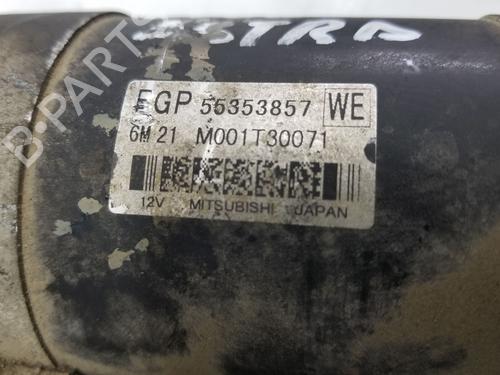 ASTRA
EGP 55353857 WE
6M 21 M001T30071
12V MITSUBISHI JAPAN
B-PARTS